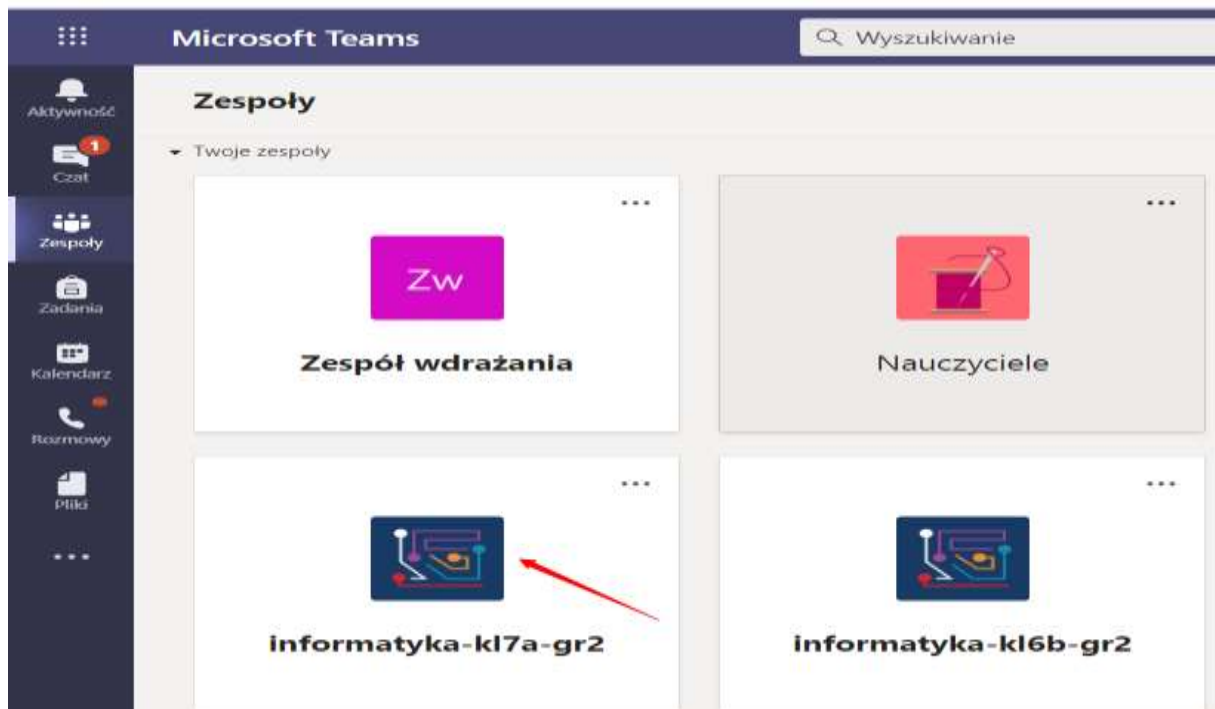 Microsoft Teams
Wyszukiwanie
Aktywność
Czat
1
Zespoły
Zadania
Kalendarz
Rozmowy
Pliki
Zespoły
Twoje zespoły
Zw
Zespół wdrażania
Nauczyciele
informatyka-kl7a-gr2
informatyka-kl6b-gr2